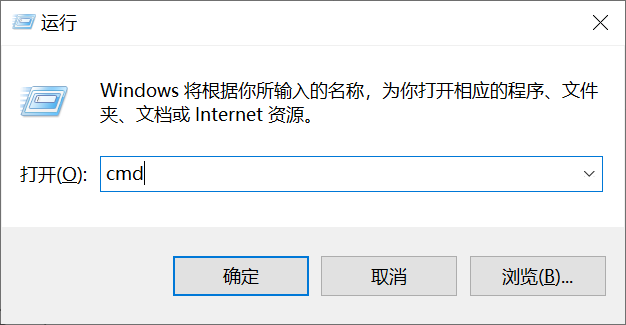 运行
Windows 将根据你所输入的名称，为你打开相应的程序、文件
夹、文档或 Internet 资源。
打开(O): cmd
确定 取消 浏览(B)...